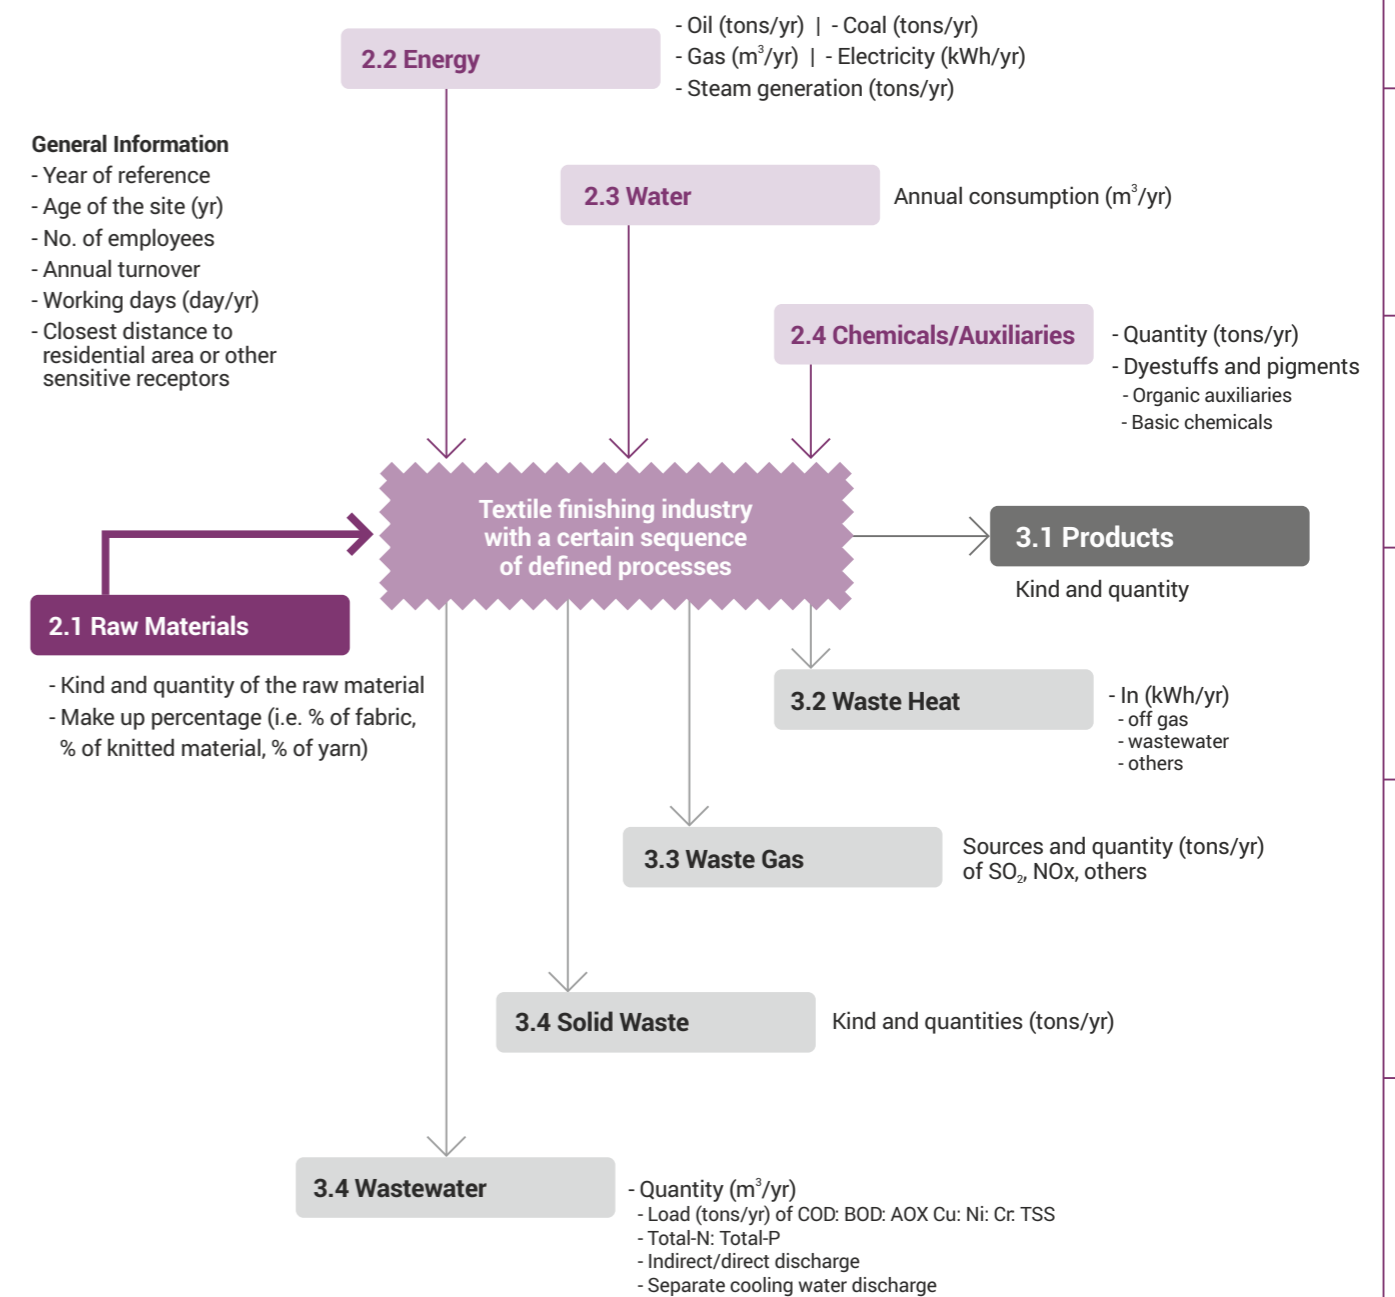 2.2 Energy
- Oil (tons/yr) | - Coal (tons/yr)
- Gas (m³/yr) | - Electricity (kWh/yr)
- Steam generation (tons/yr)
General Information
- Year of reference
- Age of the site (yr)
- No. of employees
- Annual turnover
- Working days (day/yr)
- Closest distance to
residential area or other
sensitive receptors
2.3 Water
Annual consumption (m³/yr)
2.4 Chemicals/Auxiliaries
- Quantity (tons/yr)
- Dyestuffs and pigments
- Organic auxiliaries
- Basic chemicals
Textile finishing industry
with a certain sequence
of defined processes
3.1 Products
Kind and quantity
2.1 Raw Materials
- Kind and quantity of the raw material
- Make up percentage (i.e. % of fabric,
% of knitted material, % of yarn)
3.2 Waste Heat
- In (kWh/yr)
- off gas
- wastewater
- others
3.3 Waste Gas
Sources and quantity (tons/yr)
of SO₂, NOx, others
3.4 Solid Waste
Kind and quantities (tons/yr)
3.4 Wastewater
- Quantity (m³/yr)
- Load (tons/yr) of COD: BOD: AOX Cu: Ni: Cr: TSS
- Total-N: Total-P
- Indirect/direct discharge
- Separate cooling water discharge